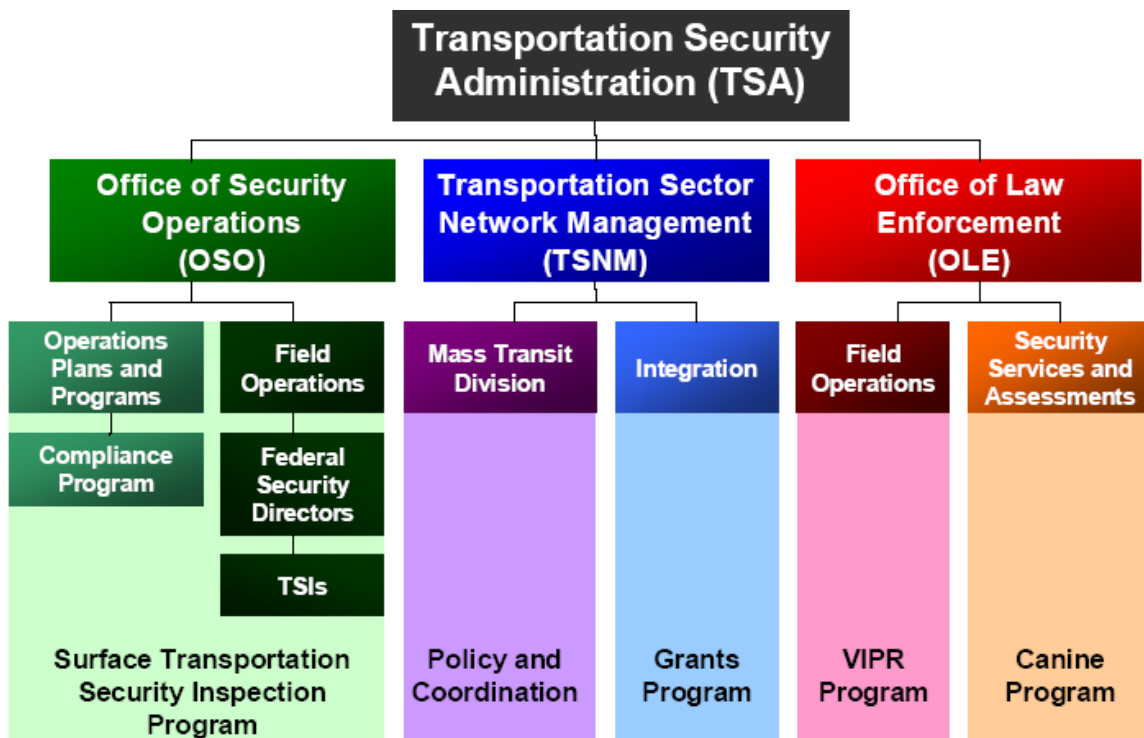 Transportation Security
Administration (TSA)
Office of Security
Operations
(OSO)
Transportation Sector
Network Management
(TSNM)
Office of Law
Enforcement
(OLE)
Operations
Plans and
Programs
Field
Operations
Mass Transit
Division
Integration
Field
Operations
Security
Services and
Assessments
Compliance
Program
Federal
Security
Directors
TSIs
Surface Transportation
Security Inspection
Program
Policy and
Coordination
Grants
Program
VIPR
Program
Canine
Program